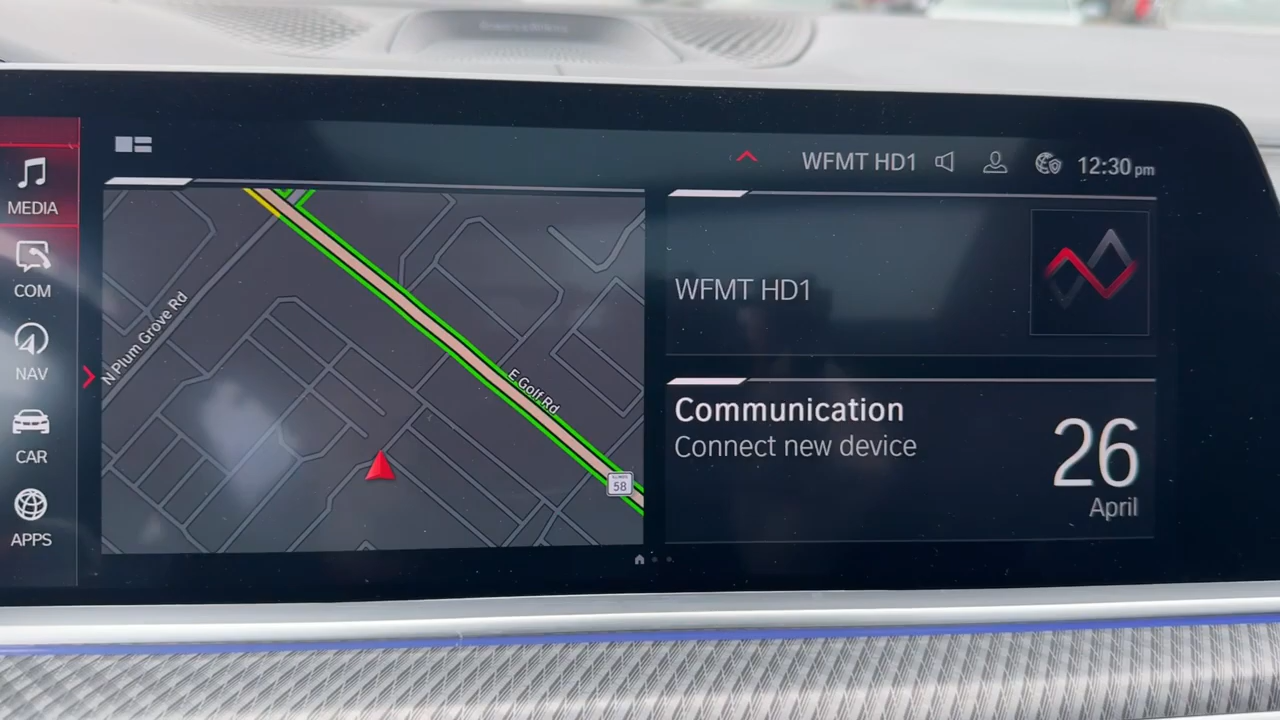 WFMT HD1
12:30 pm
MEDIA
COM
NAV
CAR
APPS
N Plum Grove Rd
E Golf Rd
ILLINOIS
58
WFMT HD1
Communication
Connect new device
26
April